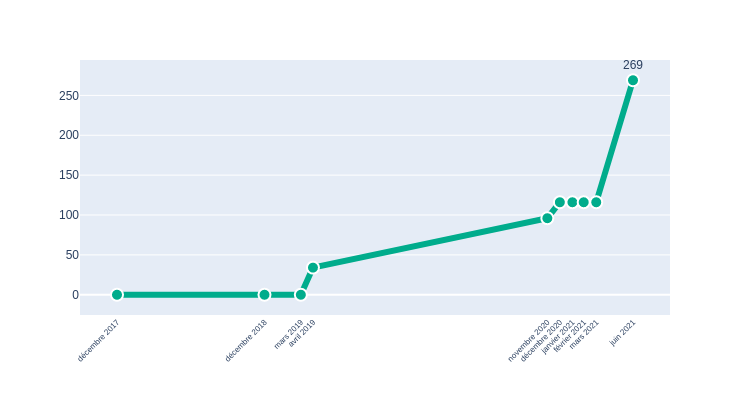 269
250
200
150
100
50
0
décembre 2017
décembre 2018
mars 2019
avril 2019
novembre 2020
décembre 2020
janvier 2021
février 2021
mars 2021
juin 2021